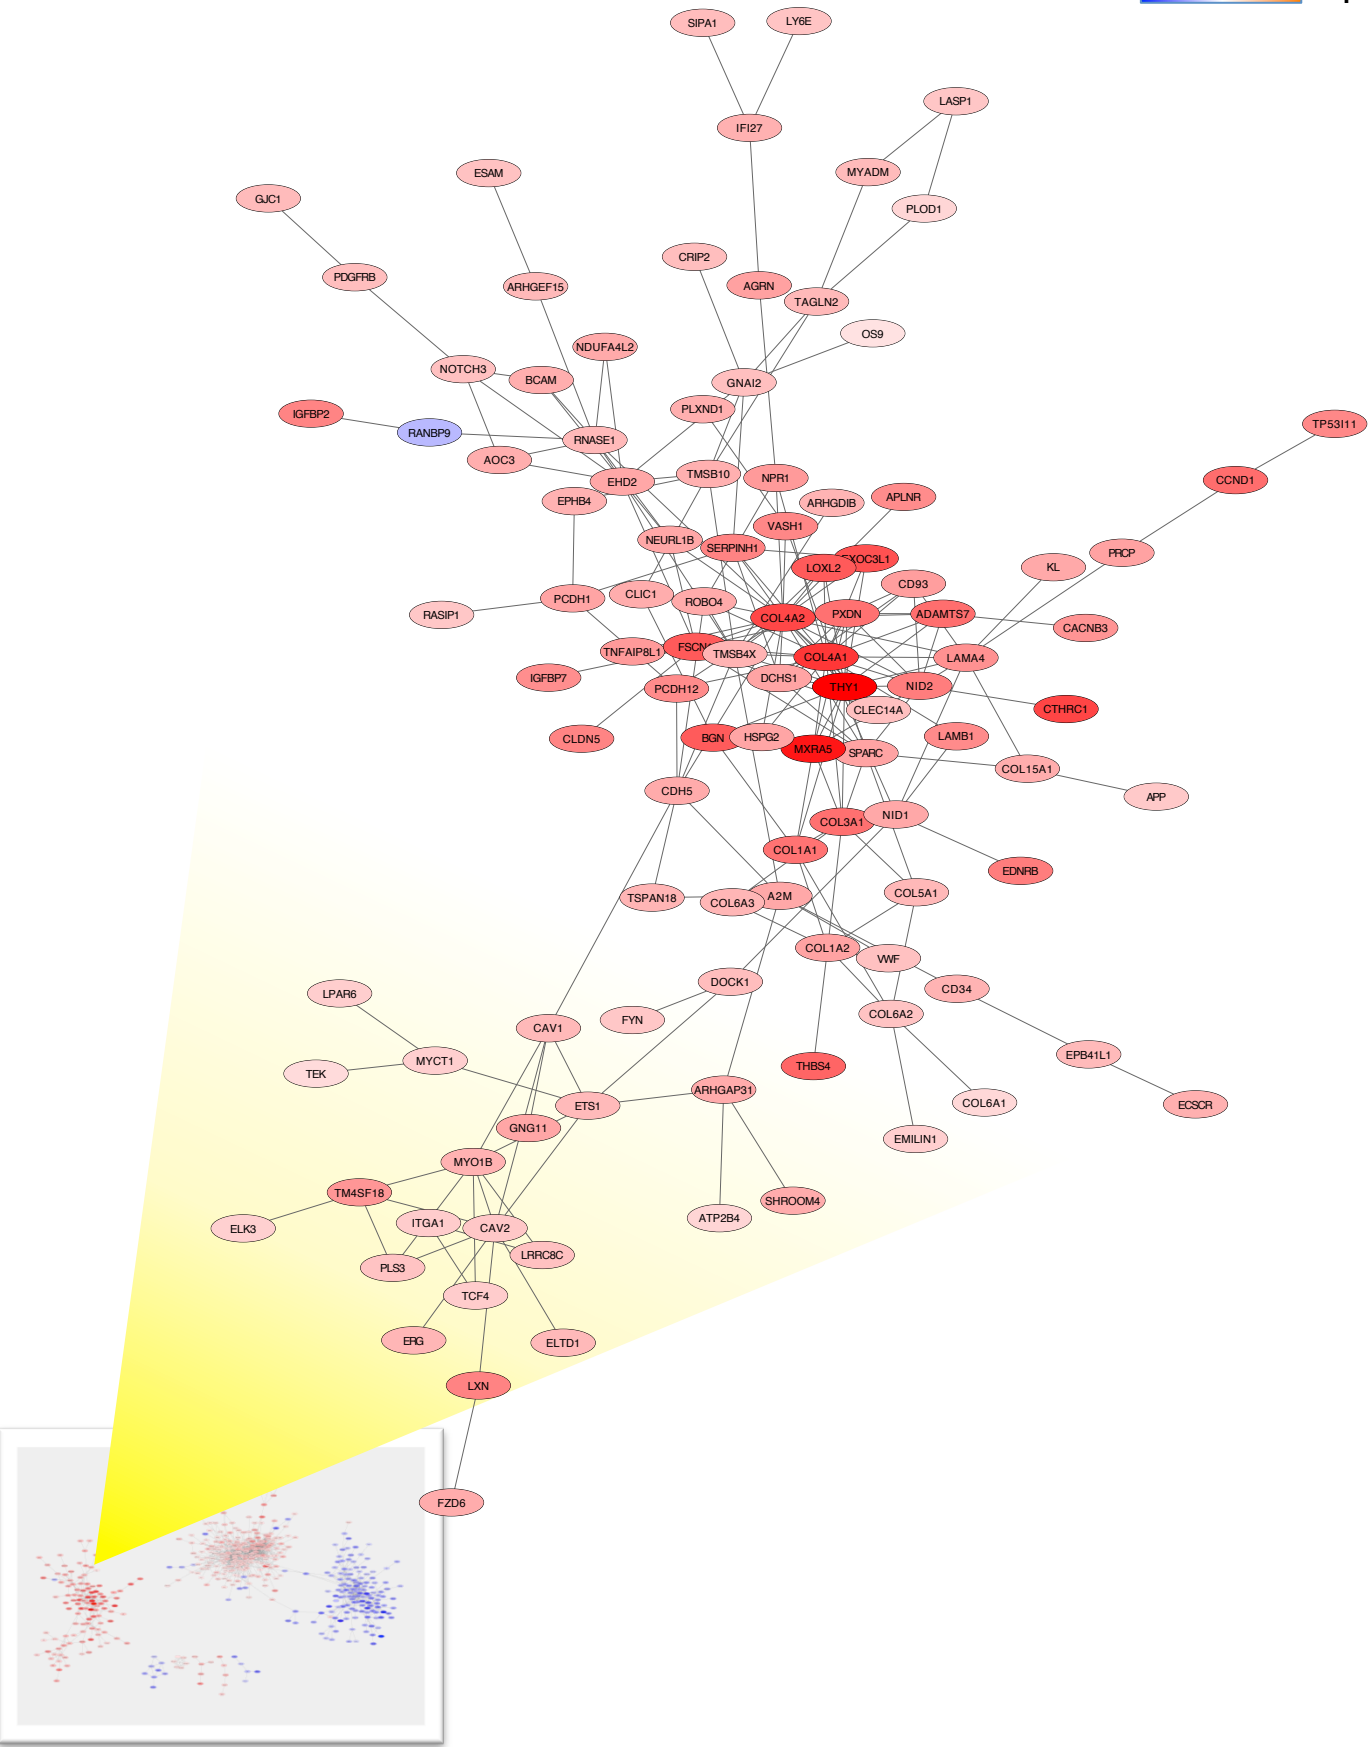 SIPA1
LY6E
LASP1
IFI27
MYADM
ESAM
GJC1
PLOD1
CRIP2
PDGFRB
AGRN
ARHGEF15
TAGLN2
OS9
NDUFA4L2
NOTCH3
BCAM
GNAI2
PLXND1
IGFBP2
TP53I11
RANBP9
RNASE1
AOC3
TMSB10
NPR1
CCND1
EHD2
EPHB4
ARHGDIB
APLNR
VASH1
NEURL1B
SERPINH1
PRCP
EXOC3L1
LOXL2
KL
CD93
PCDH1
CLIC1
ROBO4
RASIP1
COL4A2
PXDN
ADAMTS7
CACNB3
FSCN1
TNFAIP8L1
TMSB4X
COL4A1
LAMA4
IGFBP7
DCHS1
PCDH12
THY1
NID2
CLEC14A
CTHRC1
CLDN5
BGN
HSPG2
LAMB1
MXRA5
SPARC
COL15A1
CDH5
APP
COL3A1
NID1
COL1A1
EDNRB
TSPAN18
A2M
COL5A1
COL6A3
COL1A2
VWF
DOCK1
CD34
LPAR6
FYN
COL6A2
CAV1
EPB41L1
MYCT1
THBS4
TEK
ARHGAP31
COL6A1
ECSCR
ETS1
GNG11
EMILIN1
MYO1B
TM4SF18
SHROOM4
ATP2B4
ELK3
ITGA1
CAV2
LRRC8C
PLS3
TCF4
ERG
ELTD1
LXN
FZD6